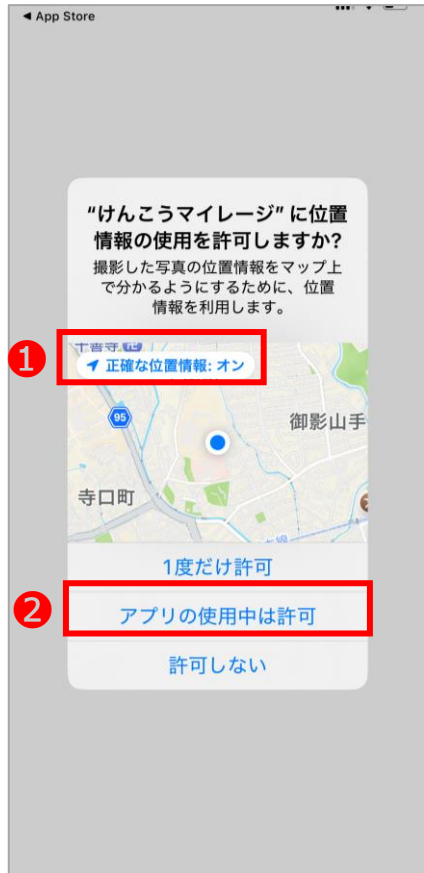 ◀ App Store
“けんこうマイレージ” に位置
情報の使用を許可しますか?
撮影した写真の位置情報をマップ上
で分かるようにするために、位置
情報を利用します。
1
正確な位置情報: オン
95
御影山手
寺口町
1度だけ許可
2
アプリの使用中は許可
許可しない